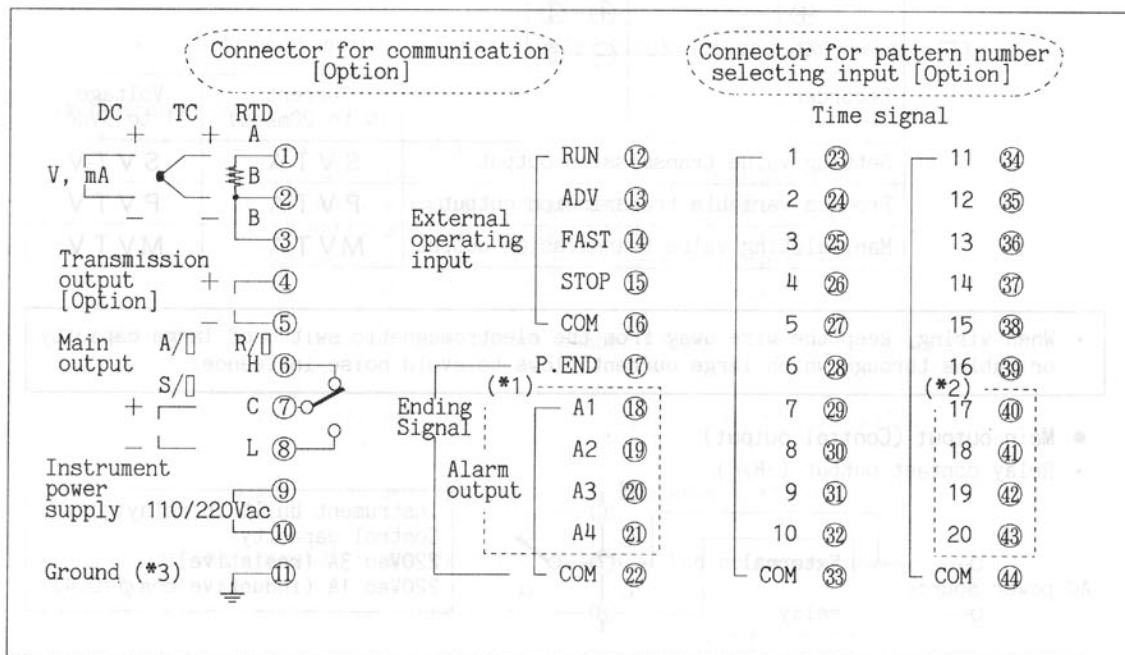 Connector for communication
[Option]
Connector for pattern number
selecting input [Option]
Time signal
DC TC RTD
+ + A
①
B
V, mA
②
− − B
③
Transmission
output
[Option]
+ ④
− ⑤
Main
output
A/▯ R/▯
H ⑥
S/▯
+ C ⑦
− L ⑧
Instrument
power
supply 110/220Vac
⑨
⑩
Ground (*3) ⑪
External
operating
input
RUN ⑫
ADV ⑬
FAST ⑭
STOP ⑮
COM ⑯
P.END ⑰
(*1)
Ending
Signal
Alarm
output
A1 ⑱
A2 ⑲
A3 ⑳
A4 ㉑
COM ㉒
1 ㉓
2 ㉔
3 ㉕
4 ㉖
5 ㉗
6 ㉘
7 ㉙
8 ㉚
9 ㉛
10 ㉜
COM ㉝
11 ㉞
12 ㉟
13 ㊱
14 ㊲
15 ㊳
16 ㊴
(*2)
17 ㊵
18 ㊶
19 ㊷
20 ㊸
COM ㊹